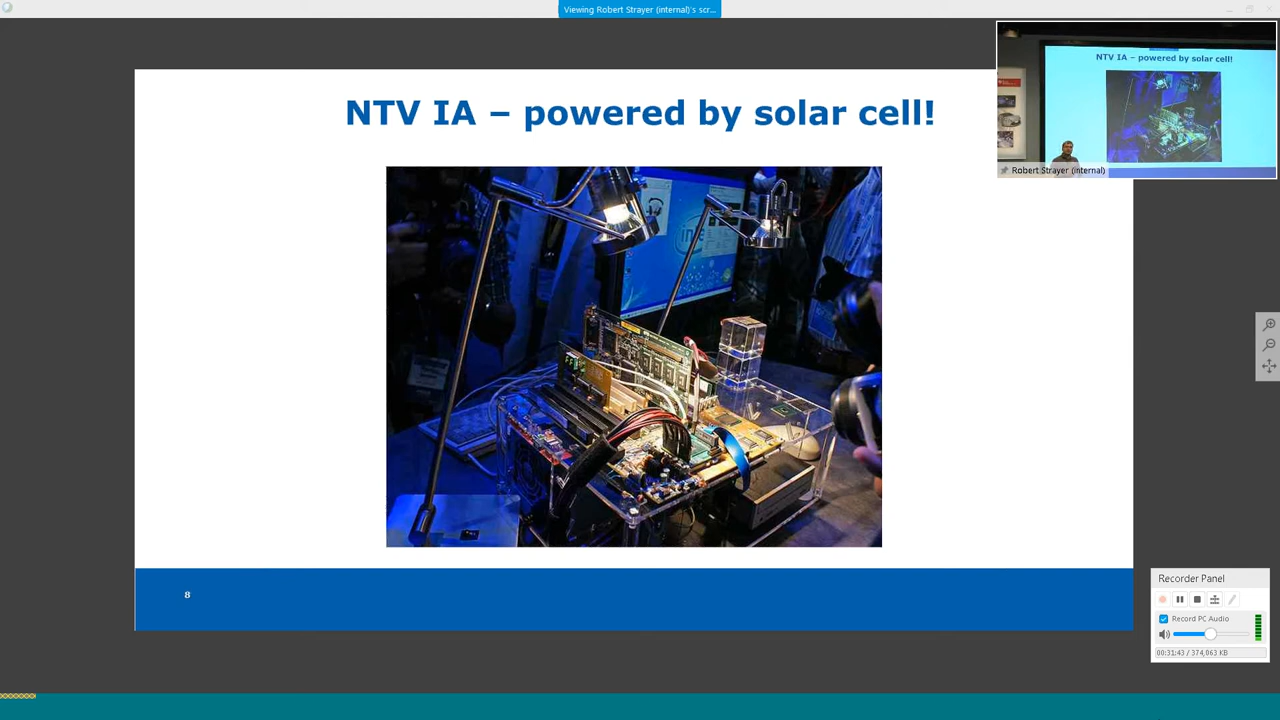 Viewing Robert Strayer (internal)'s scr...
NTV IA – powered by solar cell!
NTV IA – powered by solar cell!
Robert Strayer (internal)
8
Recorder Panel
Record PC Audio
00:31:43 / 374,063 KB